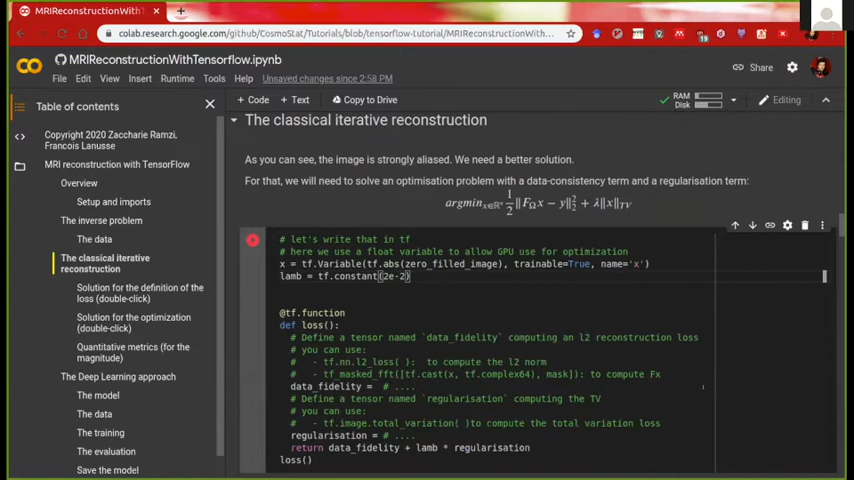 MRIReconstructionWithT
colab.research.google.com/github/CosmoStat/Tutorials/blob/tensorflow-tutorial/MRIReconstructionWith...
19
MRIReconstructionWithTensorflow.ipynb
File Edit View Insert Runtime Tools Help Unsaved changes since 2:58 PM
Share
Table of contents
+ Code + Text Copy to Drive
RAM
Disk
Editing
Copyright 2020 Zaccharie Ramzi,
Francois Lanusse
MRI reconstruction with TensorFlow
Overview
Setup and imports
The inverse problem
The data
The classical iterative
reconstruction
Solution for the definition of the
loss (double-click)
Solution for the optimization
(double-click)
Quantitative metrics (for the
magnitude)
The Deep Learning approach
The model
The data
The training
The evaluation
Save the model
The classical iterative reconstruction
As you can see, the image is strongly aliased. We need a better solution.
For that, we will need to solve an optimisation problem with a data-consistency term and a regularisation term:
argmin_{x∈ℝ^n} 1/2 ‖F_Ω x − y‖_2^2 + λ‖x‖_{TV}
# let's write that in tf
# here we use a float variable to allow GPU use for optimization
x = tf.Variable(tf.abs(zero_filled_image), trainable=True, name='x')
lamb = tf.constant(2e-2)
@tf.function
def loss():
# Define a tensor named `data_fidelity` computing an l2 reconstruction loss
# you can use:
# - tf.nn.l2_loss( ): to compute the l2 norm
# - tf_masked_fft([tf.cast(x, tf.complex64), mask]): to compute Fx
data_fidelity = # ....
# Define a tensor named `regularisation` computing the TV
# you can use:
# - tf.image.total_variation( )to compute the total variation loss
regularisation = # ....
return data_fidelity + lamb * regularisation
loss()